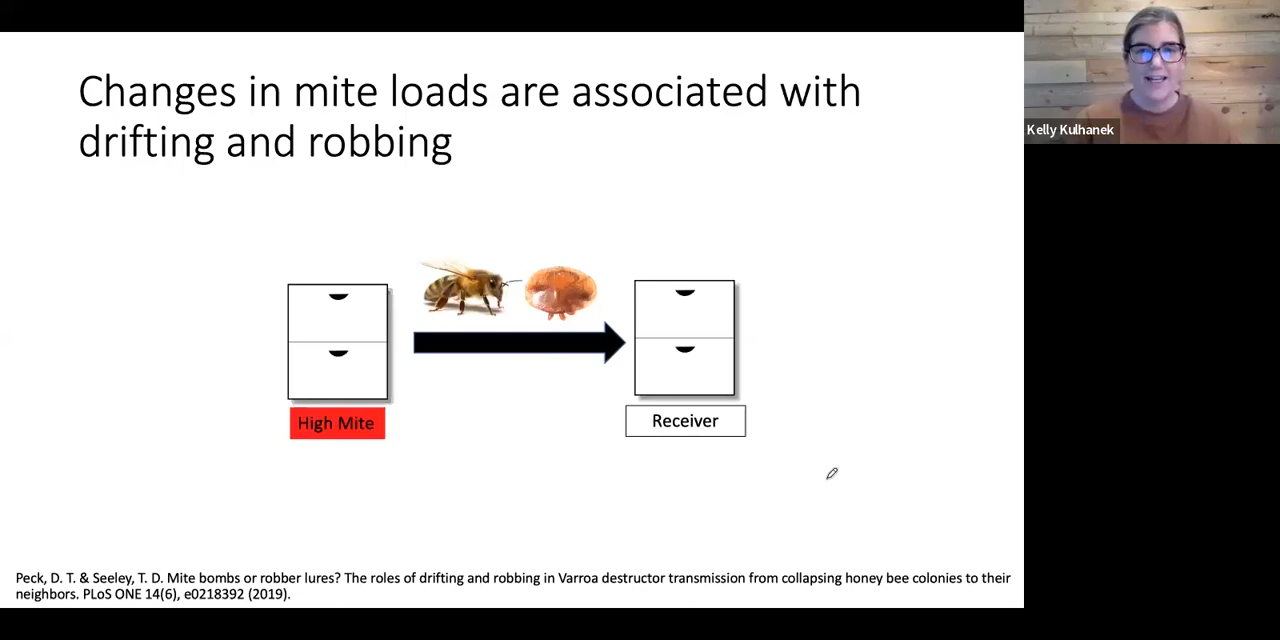 Changes in mite loads are associated with
drifting and robbing
Kelly Kulhanek
High Mite
Receiver
Peck, D. T. & Seeley, T. D. Mite bombs or robber lures? The roles of drifting and robbing in Varroa destructor transmission from collapsing honey bee colonies to their
neighbors. PLoS ONE 14(6), e0218392 (2019).